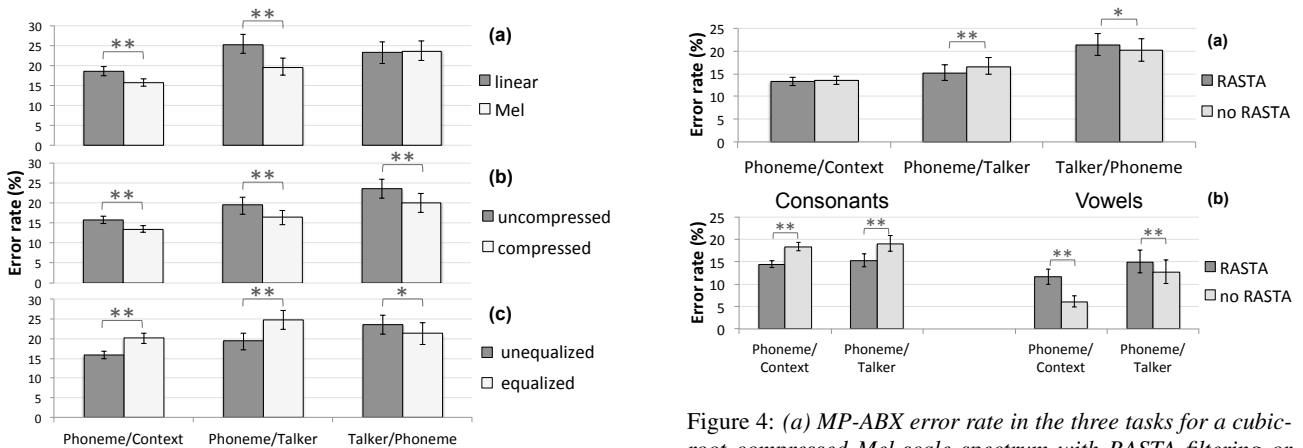 Error rate (%)
30
25
20
15
10
5
0
**
**
(a)
linear
Mel
30
25
20
15
10
5
0
**
**
**
(b)
uncompressed
compressed
30
25
20
15
10
5
0
**
**
*
(c)
unequalized
equalized
Phoneme/Context Phoneme/Talker Talker/Phoneme
Error rate (%)
25
20
15
10
5
0
**
*
(a)
RASTA
no RASTA
Phoneme/Context Phoneme/Talker Talker/Phoneme
Consonants Vowels (b)
Error rate (%)
25
20
15
10
5
0
**
**
**
**
RASTA
no RASTA
Phoneme/ Phoneme/ Phoneme/ Phoneme/
Context Talker Context Talker
Figure 4: (a) MP-ABX error rate in the three tasks for a cubic-
root compressed Mel scale spectrum with RASTA filtering or